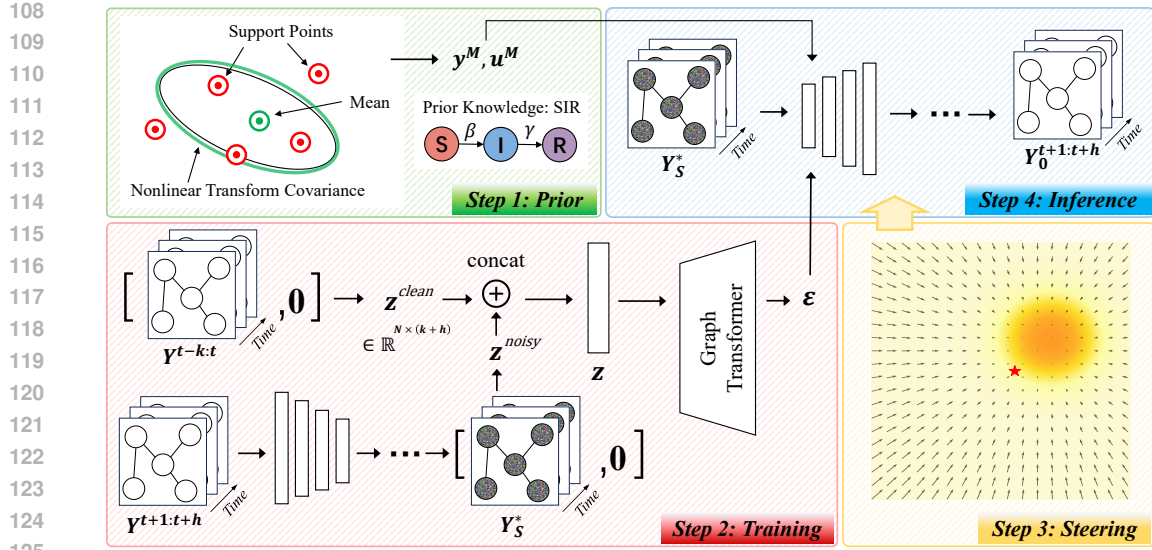 108
109
110
111
112
113
114
115
116
117
118
119
120
121
122
123
124
125
Support Points
Mean
Nonlinear Transform Covariance
y^M, u^M
Prior Knowledge: SIR
S β I γ R
Step 1: Prior
Y_S^*
Time
...
Time
Y_0^{t+1:t+h}
Step 4: Inference
[ , 0 ]
Time
Y^{t-k:t}
z^{clean}
∈ ℝ^{N×(k+h)}
concat
+
z^{noisy}
z
Graph Transformer
ε
Time
Y^{t+1:t+h}
...
[ , 0 ]
Time
Y_S^*
Step 2: Training
Step 3: Steering